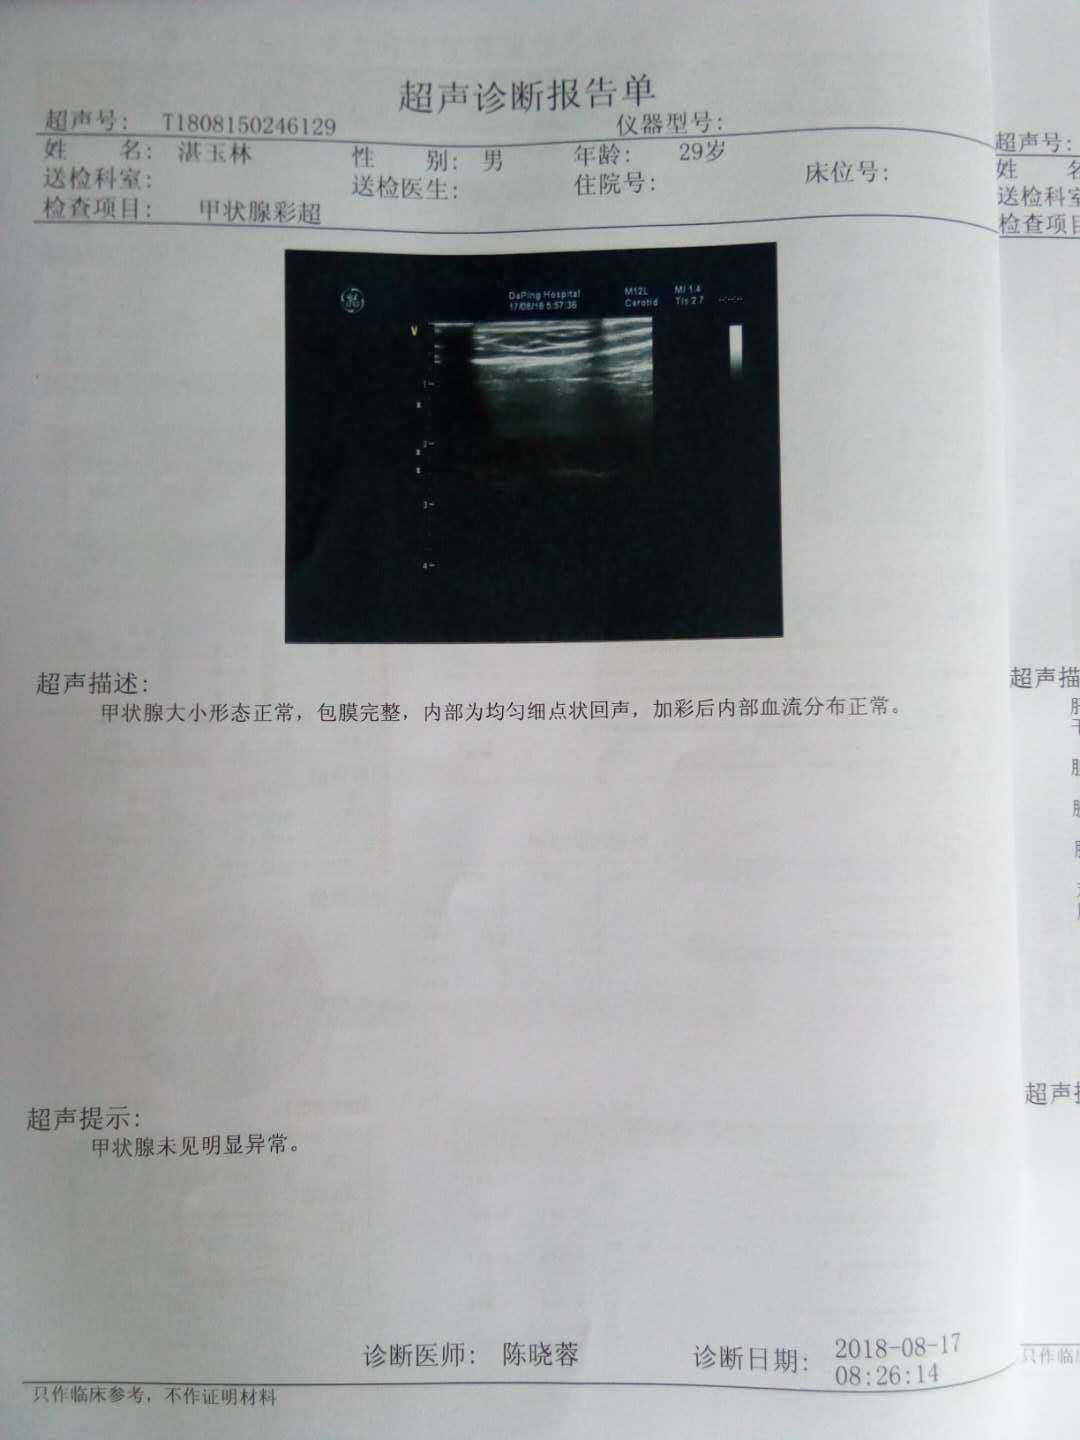 超声诊断报告单
超声号： T1808150246129 仪器型号：
姓 名： 湛玉林 性 别： 男 年龄： 29岁
送检科室： 送检医生： 住院号： 床位号：
检查项目： 甲状腺彩超
DaPing Hospital
17/08/18 5:57:36
M12L
Carotid
MI 1.4
TIs 2.7
V
1
2
3
4
超声描述：
甲状腺大小形态正常，包膜完整，内部为均匀细点状回声，加彩后内部血流分布正常。
超声提示：
甲状腺未见明显异常。
诊断医师： 陈晓蓉 诊断日期： 2018-08-17
08:26:14
只作临床参考，不作证明材料
超声号：
姓
送检科室
检查项目
超声描
超声
只作临